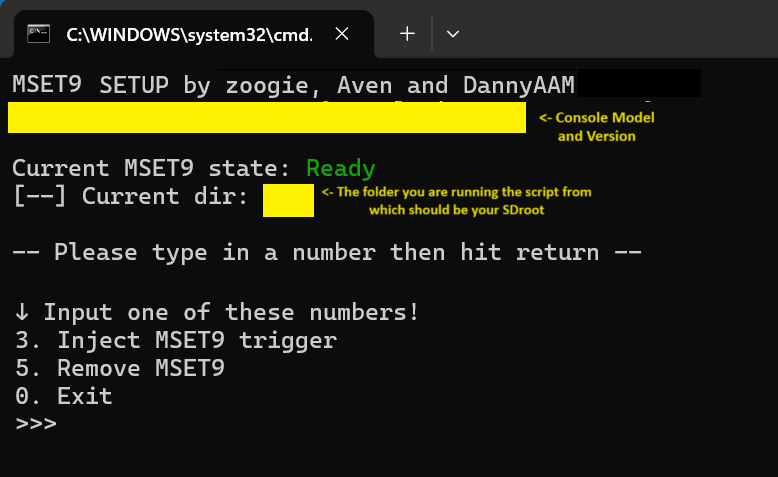 C:\WINDOWS\system32\cmd.
MSET9 SETUP by zoogie, Aven and DannyAAM
<- Console Model
and Version
Current MSET9 state: Ready
[--] Current dir:
<- The folder you are running the script from
which should be your SDroot
-- Please type in a number then hit return --
↓ Input one of these numbers!
3. Inject MSET9 trigger
5. Remove MSET9
0. Exit
>>>